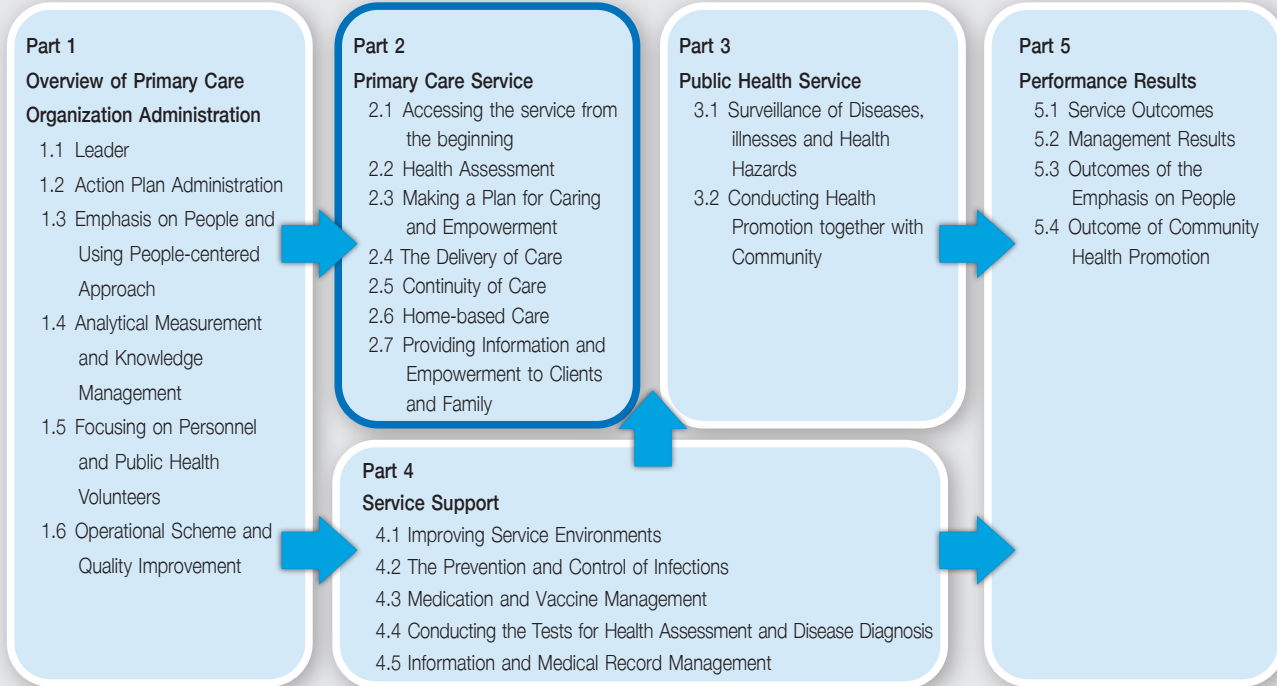 Part 1
Overview of Primary Care
Organization Administration
1.1 Leader
1.2 Action Plan Administration
1.3 Emphasis on People and
Using People-centered
Approach
1.4 Analytical Measurement
and Knowledge
Management
1.5 Focusing on Personnel
and Public Health
Volunteers
1.6 Operational Scheme and
Quality Improvement
Part 2
Primary Care Service
2.1 Accessing the service from
the beginning
2.2 Health Assessment
2.3 Making a Plan for Caring
and Empowerment
2.4 The Delivery of Care
2.5 Continuity of Care
2.6 Home-based Care
2.7 Providing Information and
Empowerment to Clients
and Family
Part 3
Public Health Service
3.1 Surveillance of Diseases,
illnesses and Health
Hazards
3.2 Conducting Health
Promotion together with
Community
Part 4
Service Support
4.1 Improving Service Environments
4.2 The Prevention and Control of Infections
4.3 Medication and Vaccine Management
4.4 Conducting the Tests for Health Assessment and Disease Diagnosis
4.5 Information and Medical Record Management
Part 5
Performance Results
5.1 Service Outcomes
5.2 Management Results
5.3 Outcomes of the
Emphasis on People
5.4 Outcome of Community
Health Promotion